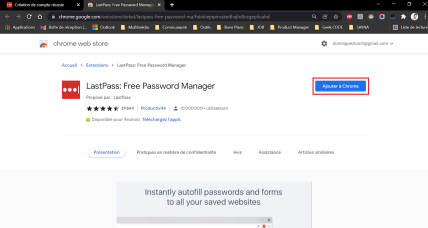 Création de compte réussie
LastPass: Free Password Manag
chrome.google.com/webstore/detail/lastpass-free-password-ma/hdokiejnpimakedhajhdlcegeplioahd
Applications
Boîte de réception
Outlook
Multimédia
Communauté
Outils
Bons Plans
JOB
Product Manager
Geek CODE
SAYNA
Liste de lecture
chrome web store
Accueil > Extensions > LastPass: Free Password Manager
LastPass: Free Password Manager
Ajouter à Chrome
Proposé par : LastPass
Productivité
10 000 000+ utilisateurs
Disponible pour Android. Téléchargez l'appli.
Présentation
Pratiques en matière de confidentialité
Avis
Assistance
Articles similaires
Instantly autofill passwords and forms
to all your saved websites